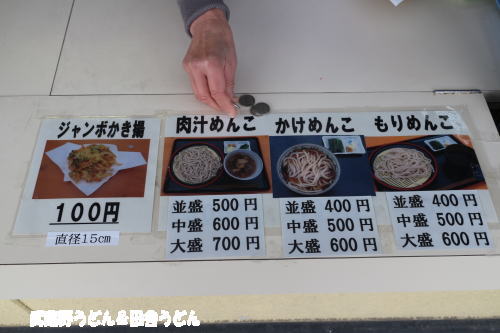 ジャンボかき揚
100円
直径15cm
肉汁めんこ
並盛 500円
中盛 600円
大盛 700円
かけめんこ
並盛 400円
中盛 500円
大盛 600円
もりめんこ
並盛 400円
中盛 500円
大盛 600円
武蔵野うどん&田舎うどん